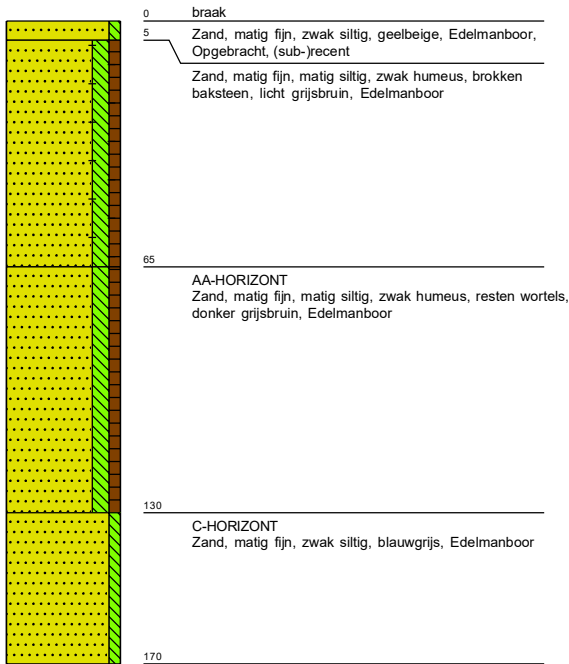 0 braak
5 Zand, matig fijn, zwak siltig, geelbeige, Edelmanboor,
Opgebracht, (sub-)recent
Zand, matig fijn, matig siltig, zwak humeus, brokken
baksteen, licht grijsbruin, Edelmanboor
65
AA-HORIZONT
Zand, matig fijn, matig siltig, zwak humeus, resten wortels,
donker grijsbruin, Edelmanboor
130
C-HORIZONT
Zand, matig fijn, zwak siltig, blauwgrijs, Edelmanboor
170